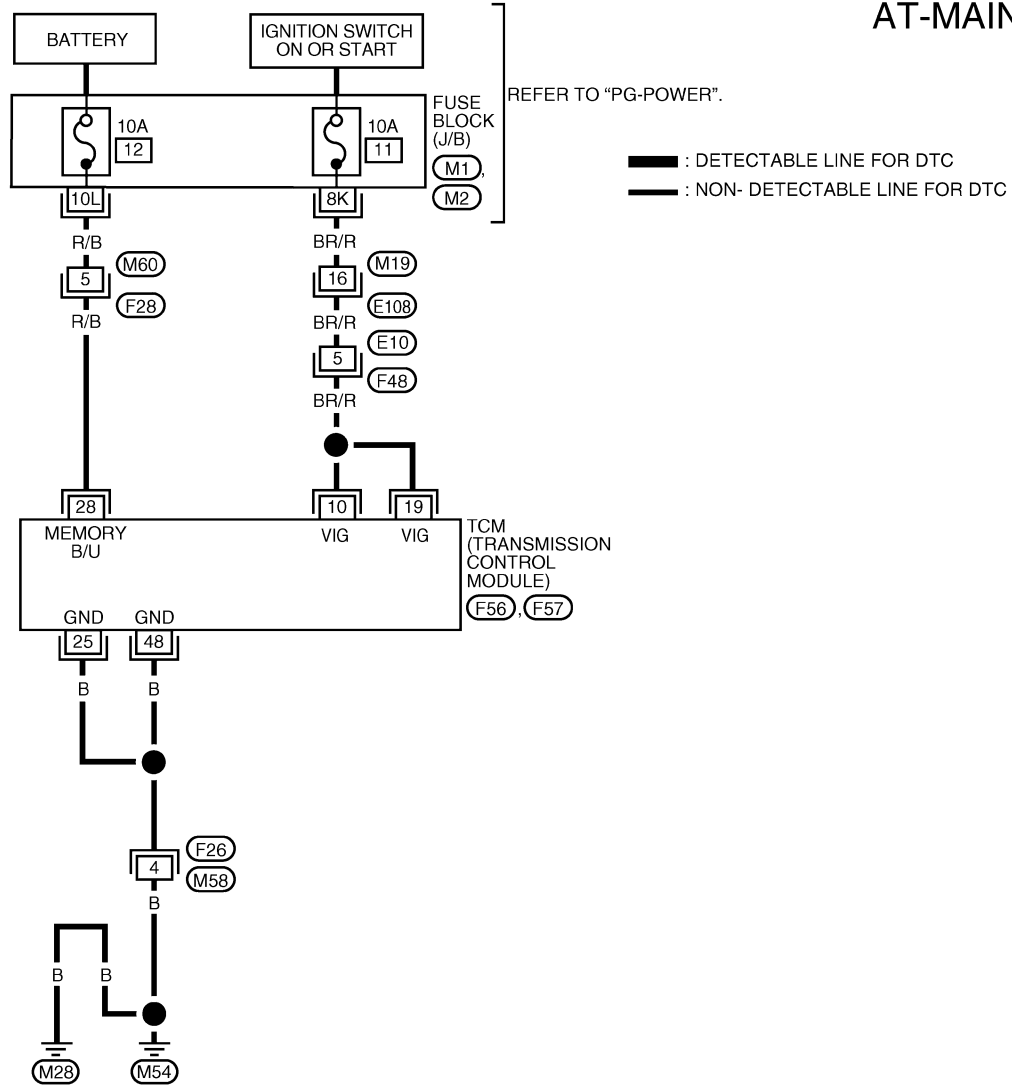 AT-MAIN
BATTERY
IGNITION SWITCH
ON OR START
REFER TO “PG-POWER”.
FUSE
BLOCK
(J/B)
M1,
M2
10A
12
10A
11
: DETECTABLE LINE FOR DTC
: NON- DETECTABLE LINE FOR DTC
10L
8K
R/B
BR/R
5
M60
F28
16
M19
E108
R/B
BR/R
5
E10
F48
BR/R
28
10
19
MEMORY
B/U
VIG
VIG
TCM
(TRANSMISSION
CONTROL
MODULE)
F56, F57
GND
GND
25
48
B
B
4
F26
M58
B
B
B
M28
M54